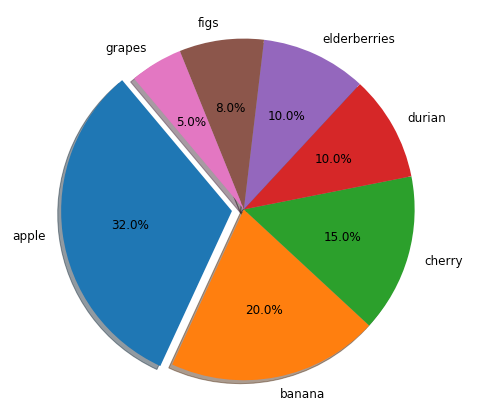 figs
grapes
elderberries
8.0%
10.0%
5.0%
durian
10.0%
32.0%
apple
15.0%
cherry
20.0%
banana